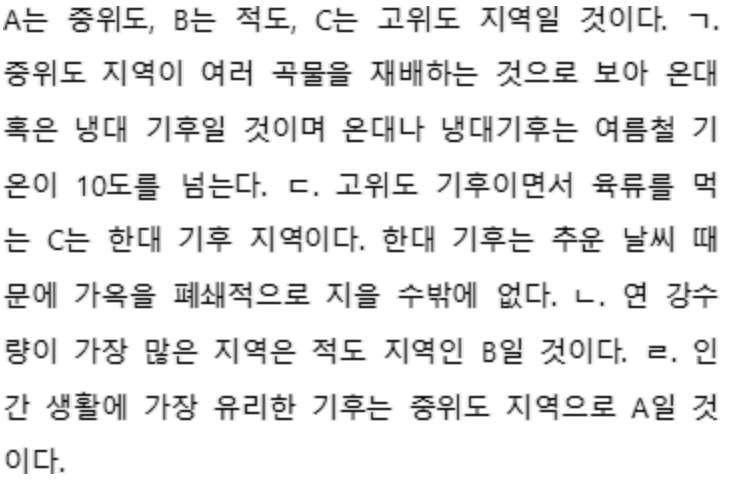 A는 중위도, B는 적도, C는 고위도 지역일 것이다. ㄱ.
중위도 지역이 여러 곡물을 재배하는 것으로 보아 온대
혹은 냉대 기후일 것이며 온대나 냉대기후는 여름철 기
온이 10도를 넘는다. ㄷ. 고위도 기후이면서 육류를 먹
는 C는 한대 기후 지역이다. 한대 기후는 추운 날씨 때
문에 가옥을 폐쇄적으로 지을 수밖에 없다. ㄴ. 연 강수
량이 가장 많은 지역은 적도 지역인 B일 것이다. ㄹ. 인
간 생활에 가장 유리한 기후는 중위도 지역으로 A일 것
이다.